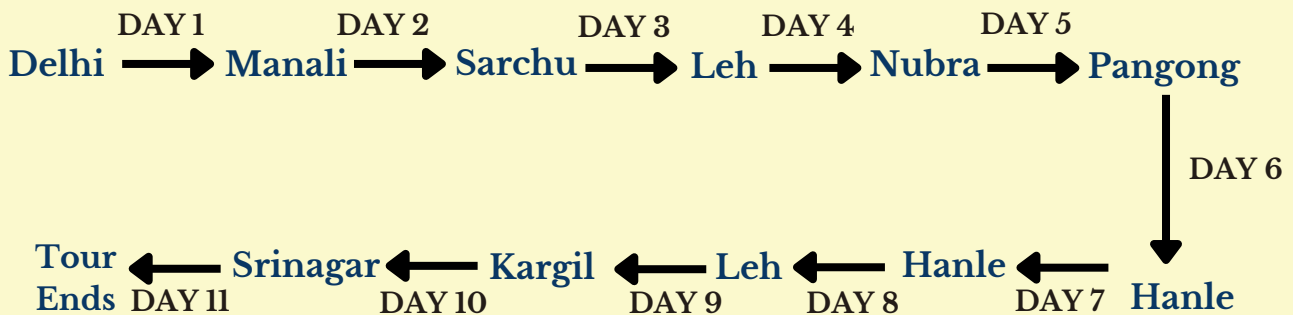 DAY 1 DAY 2 DAY 3 DAY 4 DAY 5
Delhi Manali Sarchu Leh Nubra Pangong
DAY 6
Tour Ends Srinagar Kargil Leh Hanle Hanle
DAY 11 DAY 10 DAY 9 DAY 8 DAY 7